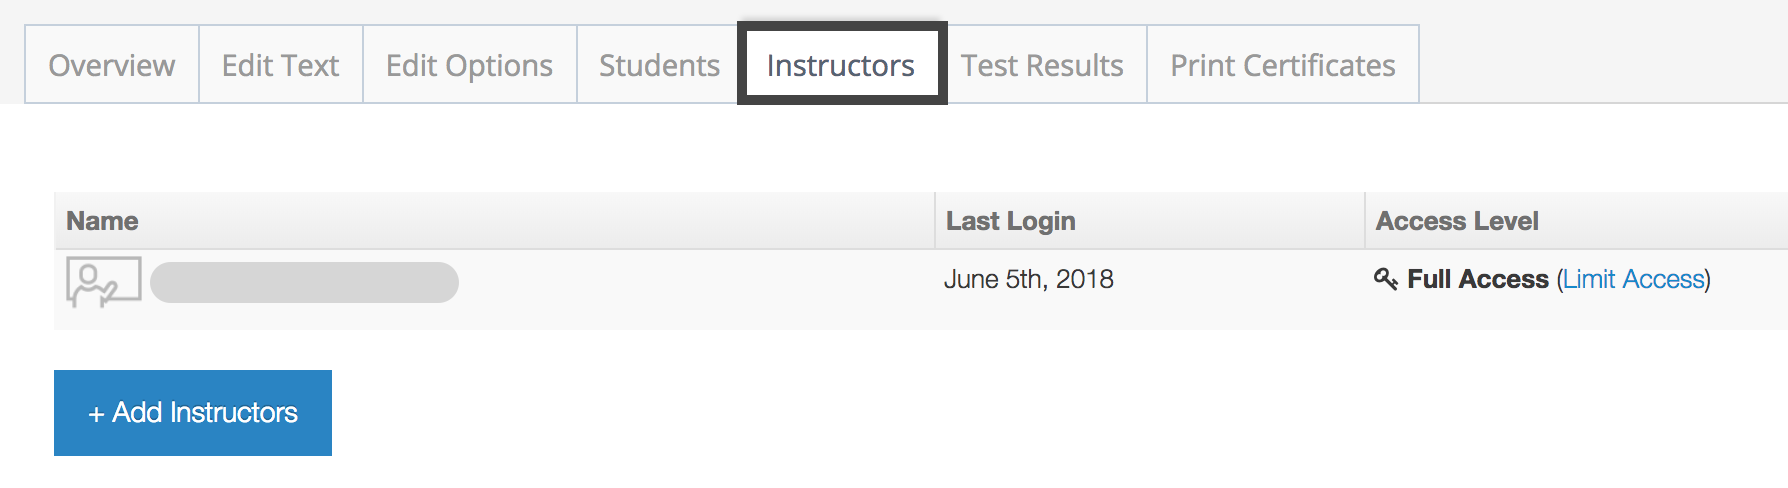 Overview Edit Text Edit Options Students Instructors Test Results Print Certificates
Name Last Login Access Level
June 5th, 2018 Full Access (Limit Access)
+ Add Instructors